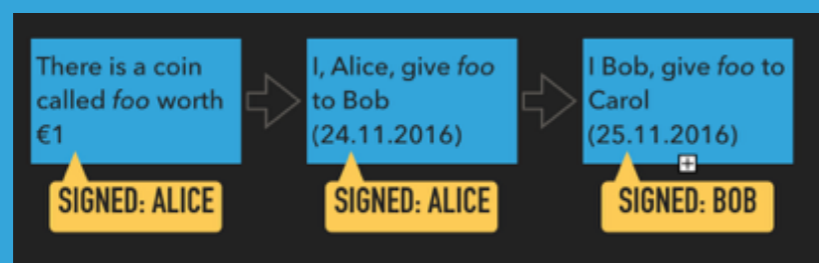 There is a coin
called foo worth
€1
SIGNED: ALICE
I, Alice, give foo
to Bob
(24.11.2016)
SIGNED: ALICE
I Bob, give foo to
Carol
(25.11.2016)
SIGNED: BOB